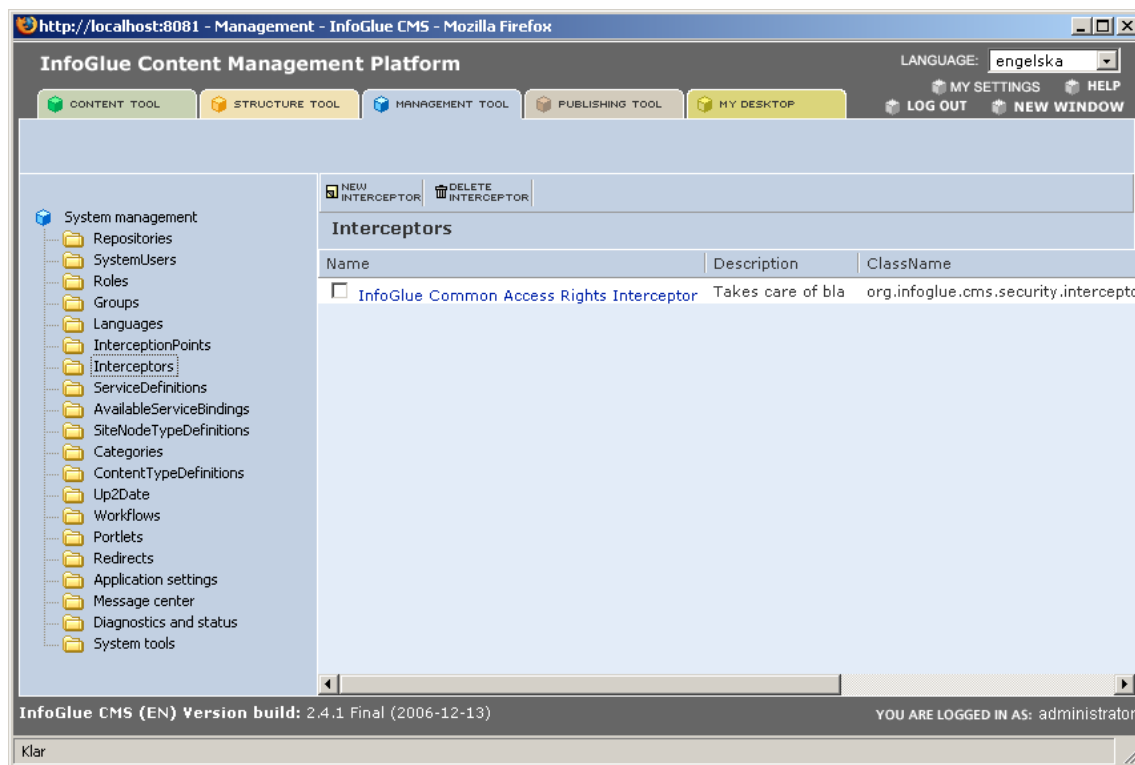 http://localhost:8081 - Management - InfoGlue CMS - Mozilla Firefox
InfoGlue Content Management Platform
LANGUAGE: engelska
MY SETTINGS HELP
LOG OUT NEW WINDOW
CONTENT TOOL STRUCTURE TOOL MANAGEMENT TOOL PUBLISHING TOOL MY DESKTOP
NEW INTERCEPTOR
DELETE INTERCEPTOR
System management
Repositories
SystemUsers
Roles
Groups
Languages
InterceptionPoints
Interceptors
ServiceDefinitions
AvailableServiceBindings
SiteNodeTypeDefinitions
Categories
ContentTypeDefinitions
Up2Date
Workflows
Portlets
Redirects
Application settings
Message center
Diagnostics and status
System tools
Interceptors
Name Description ClassName
InfoGlue Common Access Rights Interceptor Takes care of bla org.infoglue.cms.security.intercepto
InfoGlue CMS (EN) Version build: 2.4.1 Final (2006-12-13)
YOU ARE LOGGED IN AS: administrator
Klar